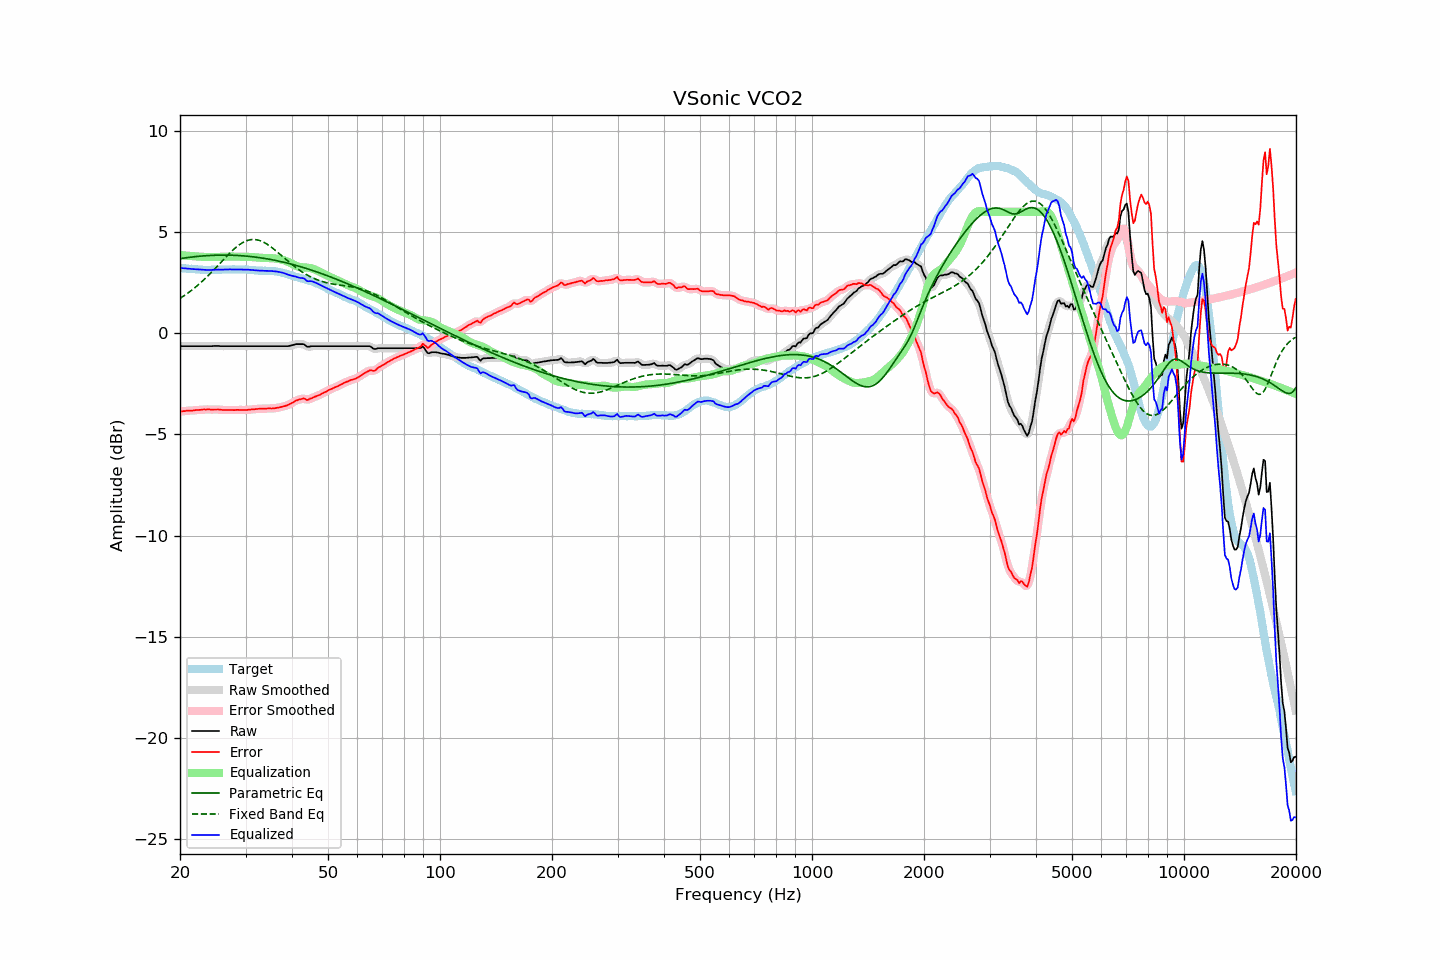 VSonic VCO2
10
5
0
−5
−10
−15
−20
−25
Amplitude (dBr)
Target
Raw Smoothed
Error Smoothed
Raw
Error
Equalization
Parametric Eq
Fixed Band Eq
Equalized
20 50 100 200 500 1000 2000 5000 10000 20000
Frequency (Hz)